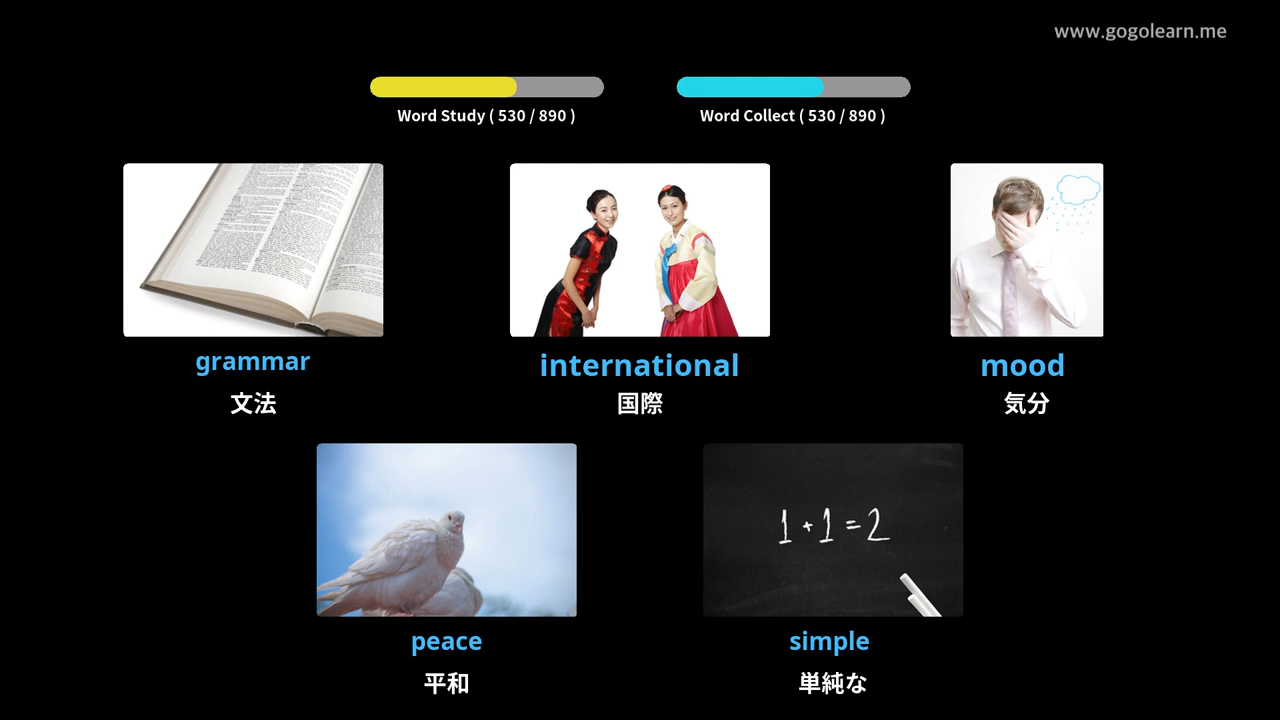 www.gogolearn.me
Word Study ( 530 / 890 )
Word Collect ( 530 / 890 )
grammar
文法
international
国際
mood
気分
1 + 1 = 2
peace
平和
simple
単純な